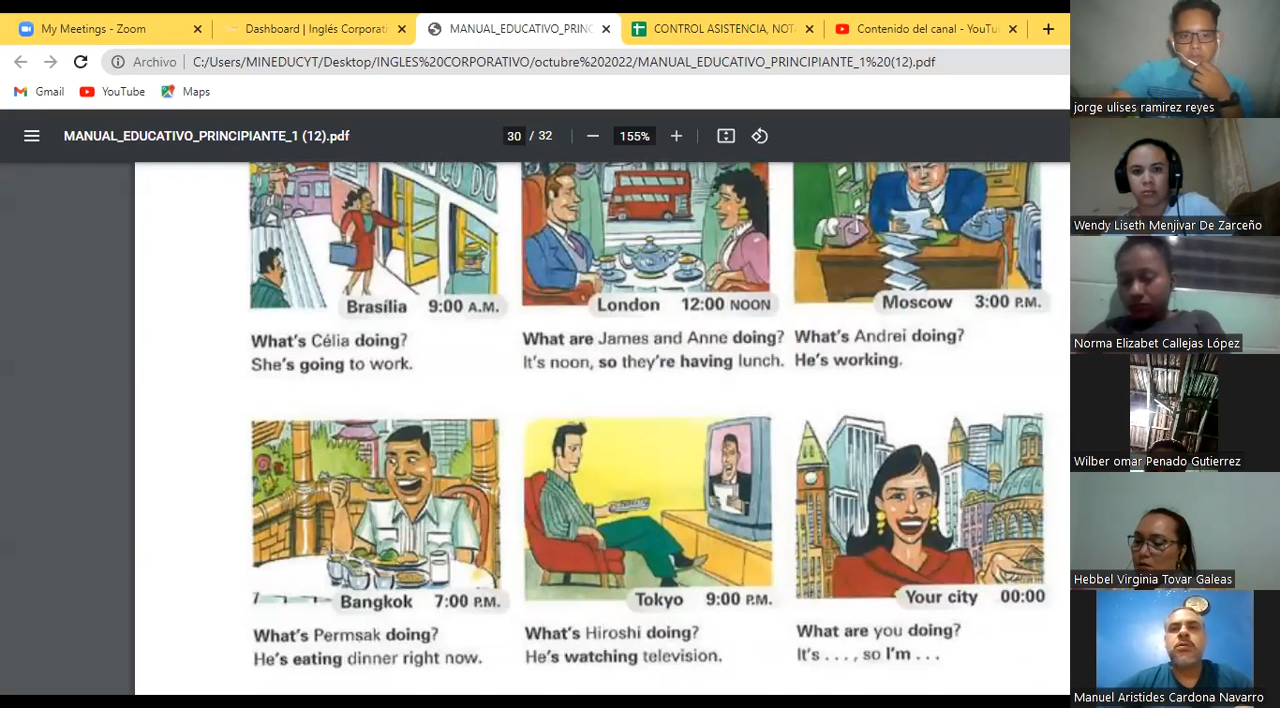 My Meetings - Zoom
Dashboard | Inglés Corporati
MANUAL_EDUCATIVO_PRINC
CONTROL ASISTENCIA, NOT
Contenido del canal - YouTu
Archivo
C:/Users/MINEDUCYT/Desktop/INGLES%20CORPORATIVO/octubre%202022/MANUAL_EDUCATIVO_PRINCIPIANTE_1%20(12).pdf
Gmail
YouTube
Maps
MANUAL_EDUCATIVO_PRINCIPIANTE_1 (12).pdf
30 / 32
155%
CO DO
Brasília 9:00 A.M.
What's Célia doing?
She's going to work.
London 12:00 NOON
What are James and Anne doing?
It's noon, so they're having lunch.
Moscow 3:00 P.M.
What's Andrei doing?
He's working.
Bangkok 7:00 P.M.
What's Permsak doing?
He's eating dinner right now.
Tokyo 9:00 P.M.
What's Hiroshi doing?
He's watching television.
Your city 00:00
What are you doing?
It's . . . , so I'm . . .
jorge ulises ramirez reyes
Wendy Liseth Menjivar De Zarceño
Norma Elizabet Callejas López
Wilber omar Penado Gutierrez
Hebbel Virginia Tovar Galeas
Manuel Aristides Cardona Navarro